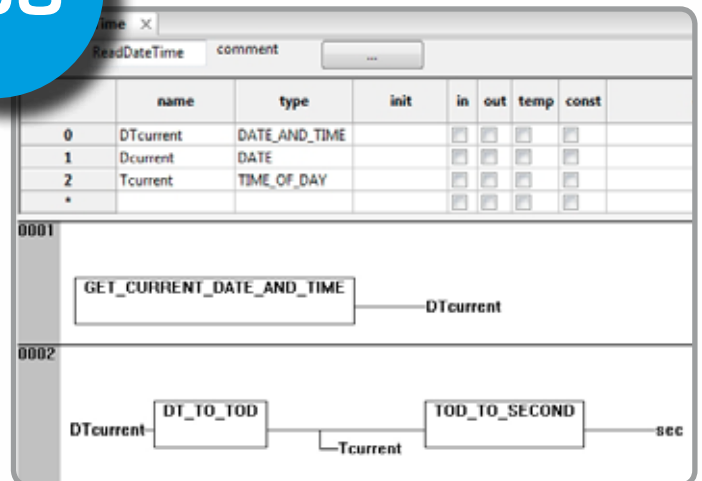 ime ×
ReadDateTime comment ...
name type init in out temp const
0 DTcurrent DATE_AND_TIME
1 Dcurrent DATE
2 Tcurrent TIME_OF_DAY
*
0001
GET_CURRENT_DATE_AND_TIME
DTcurrent
0002
DT_TO_TOD TOD_TO_SECOND
DTcurrent sec
Tcurrent